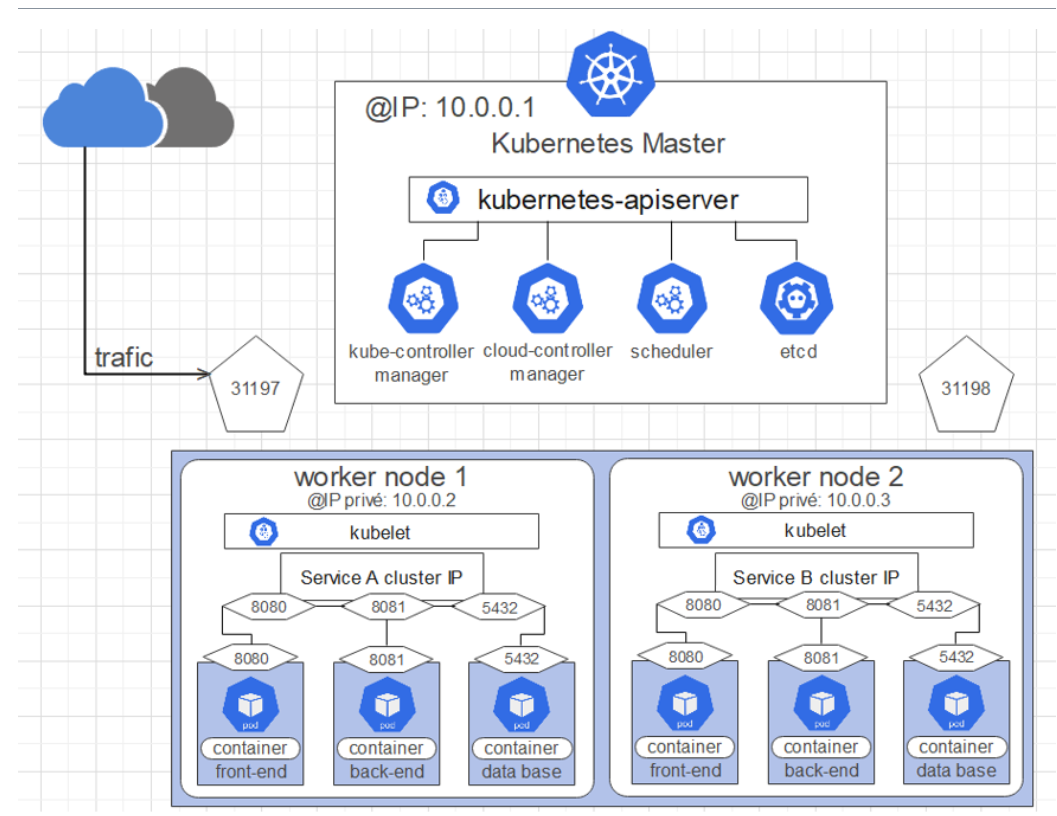 @IP: 10.0.0.1
Kubernetes Master
kubernetes-apiserver
kube-controller
manager
cloud-controller
manager
scheduler
etcd
trafic
31197
31198
worker node 1
@IP privé: 10.0.0.2
kubelet
Service A cluster IP
8080
8081
5432
8080
8081
5432
pod
pod
pod
container
container
container
front-end
back-end
data base
worker node 2
@IP privé: 10.0.0.3
kubelet
Service B cluster IP
8080
8081
5432
8080
8081
5432
pod
pod
pod
container
container
container
front-end
back-end
data base